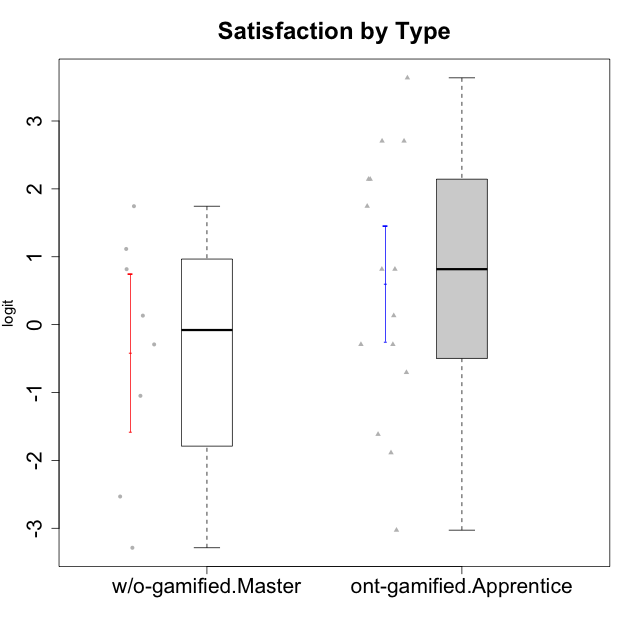 Satisfaction by Type
logit
3
2
1
0
-1
-2
-3
w/o-gamified.Master
ont-gamified.Apprentice